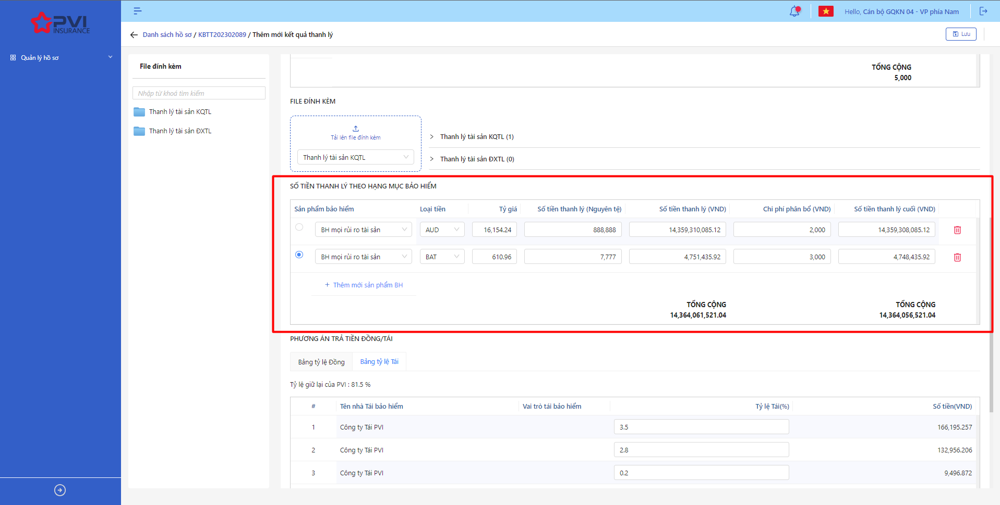 PVI
INSURANCE
Quản lý hồ sơ
Hello, Cán bộ GQKN 04 - VP phía Nam
Danh sách hồ sơ / KBTT202302089 / Thêm mới kết quả thanh lý
Lưu
File đính kèm
Nhập từ khoá tìm kiếm
Thanh lý tài sản KQTL
Thanh lý tài sản ĐXTL
TỔNG CỘNG
5,000
FILE ĐÍNH KÈM
Tải lên file đính kèm
Thanh lý tài sản KQTL
Thanh lý tài sản KQTL (1)
Thanh lý tài sản ĐXTL (0)
SỐ TIỀN THANH LÝ THEO HẠNG MỤC BẢO HIỂM
Sản phẩm bảo hiểm Loại tiền Tỷ giá Số tiền thanh lý (Nguyên tệ) Số tiền thanh lý (VND) Chi phí phân bổ (VND) Số tiền thanh lý cuối (VND)
BH mọi rủi ro tài sản AUD 16,154.24 888,888 14,359,310,085.12 2,000 14,359,308,085.12
BH mọi rủi ro tài sản BAT 610.96 7,777 4,751,435.92 3,000 4,748,435.92
+ Thêm mới sản phẩm BH
TỔNG CỘNG TỔNG CỘNG
14,364,061,521.04 14,364,056,521.04
PHƯƠNG ÁN TRẢ TIỀN ĐỒNG/TÁI
Bảng tỷ lệ Đồng Bảng tỷ lệ Tái
Tỷ lệ giữ lại của PVI : 81.5 %
# Tên nhà Tái bảo hiểm Vai trò tái bảo hiểm Tỷ lệ Tái(%) Số tiền(VND)
1 Công ty Tái PVI 3.5 166,195.257
2 Công ty Tái PVI 2.8 132,956.206
3 Công ty Tái PVI 0.2 9,496.872